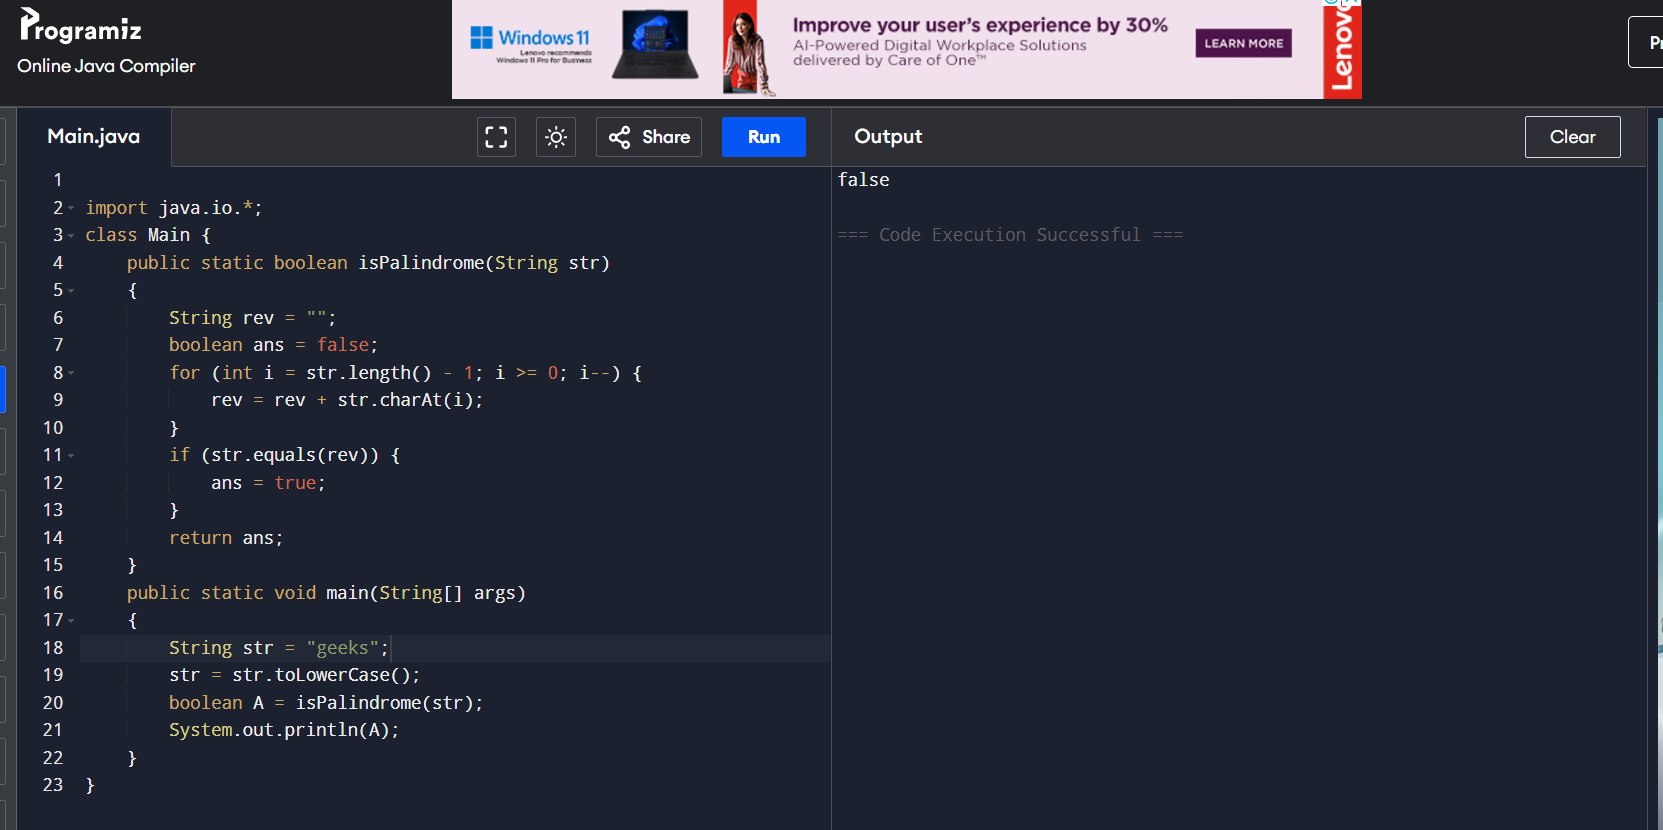 Programiz
Online Java Compiler
Windows 11
Lenovo recommends
Windows 11 Pro for Business
Improve your user's experience by 30%
AI-Powered Digital Workplace Solutions
delivered by Care of One™
LEARN MORE
Lenovo
Main.java
Share
Run
Output
Clear
1
2 import java.io.*;
3 class Main {
4     public static boolean isPalindrome(String str)
5     {
6         String rev = "";
7         boolean ans = false;
8         for (int i = str.length() - 1; i >= 0; i--) {
9             rev = rev + str.charAt(i);
10         }
11         if (str.equals(rev)) {
12             ans = true;
13         }
14         return ans;
15     }
16     public static void main(String[] args)
17     {
18         String str = "geeks";
19         str = str.toLowerCase();
20         boolean A = isPalindrome(str);
21         System.out.println(A);
22     }
23 }
false
=== Code Execution Successful ===